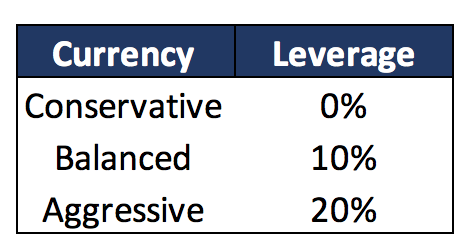 Currency Leverage
Conservative 0%
Balanced 10%
Aggressive 20%